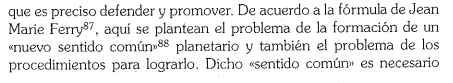 que es preciso defender y promover. De acuerdo a la fórmula de Jean
Marie Ferry87, aquí se plantean el problema de la formación de un
«nuevo sentido común»88 planetario y también el problema de los
procedimientos para lograrlo. Dicho «sentido común» es necesario